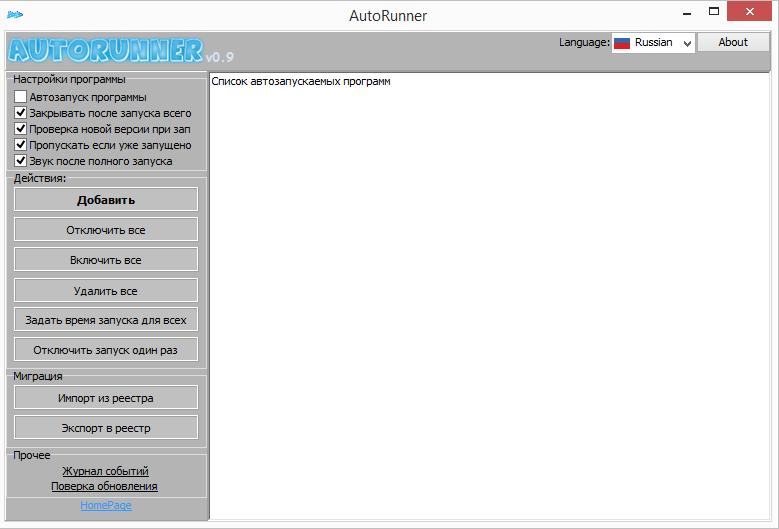 AutoRunner
AUTORUNNER v0.9
Language: Russian About
Настройки программы
Автозапуск программы
Закрывать после запуска всего
Проверка новой версии при зап
Пропускать если уже запущено
Звук после полного запуска
Действия:
Добавить
Отключить все
Включить все
Удалить все
Задать время запуска для всех
Отключить запуск один раз
Миграция
Импорт из реестра
Экспорт в реестр
Прочее
Журнал событий
Поверка обновления
HomePage
Список автозапускаемых программ